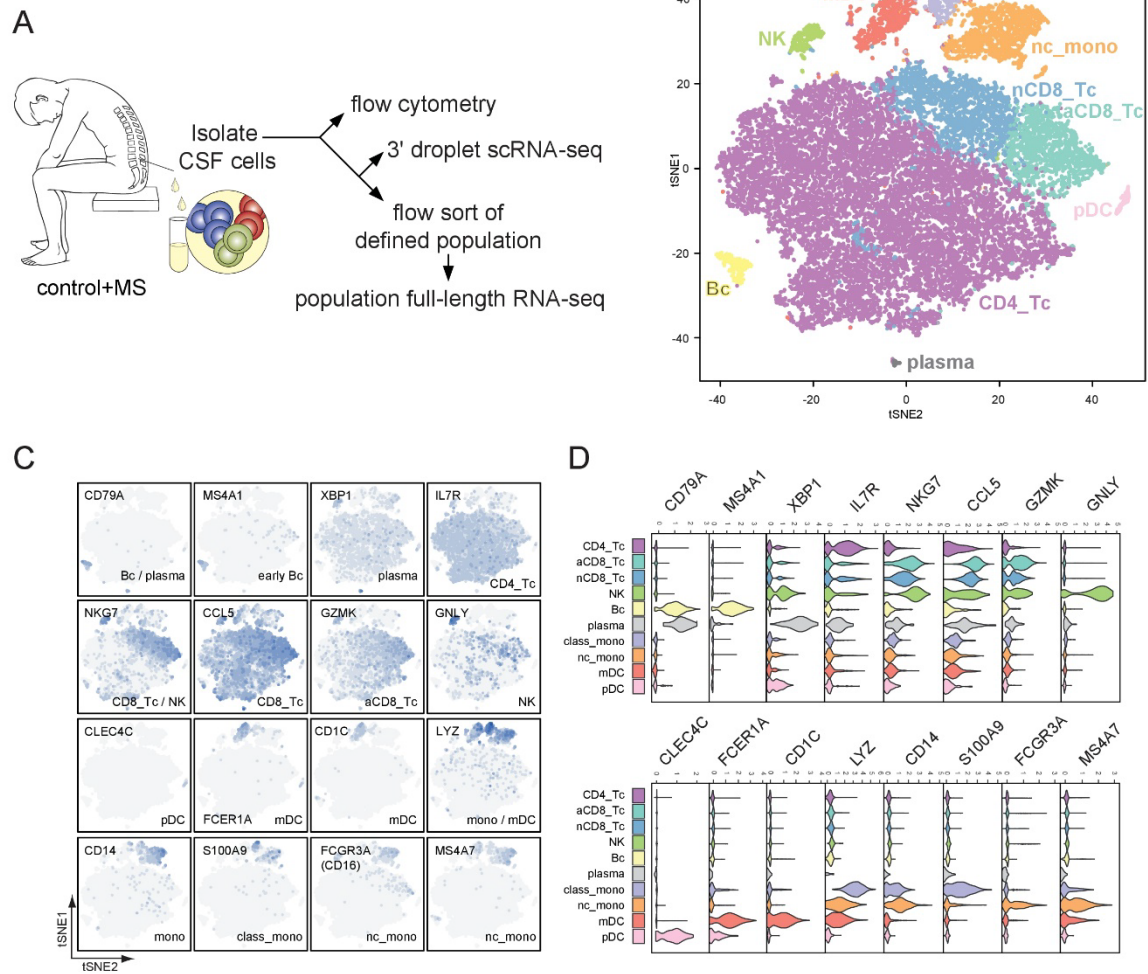 A
Isolate
CSF cells
control+MS
flow cytometry
3' droplet scRNA-seq
flow sort of
defined population
population full-length RNA-seq
40
20
0
-20
-40
tSNE1
-40
-20
0
20
40
tSNE2
NK
nc_mono
nCD8_Tc
aCD8_Tc
pDC
Bc
CD4_Tc
plasma
C
CD79A
Bc / plasma
MS4A1
early Bc
XBP1
plasma
IL7R
CD4_Tc
NKG7
CD8_Tc / NK
CCL5
CD8_Tc
GZMK
aCD8_Tc
GNLY
NK
CLEC4C
pDC
FCER1A
mDC
CD1C
mDC
LYZ
mono / mDC
CD14
mono
S100A9
class_mono
FCGR3A
(CD16)
nc_mono
MS4A7
nc_mono
tSNE1
tSNE2
D
CD79A
MS4A1
XBP1
IL7R
NKG7
CCL5
GZMK
GNLY
CD4_Tc
aCD8_Tc
nCD8_Tc
NK
Bc
plasma
class_mono
nc_mono
mDC
pDC
CLEC4C
FCER1A
CD1C
LYZ
CD14
S100A9
FCGR3A
MS4A7
CD4_Tc
aCD8_Tc
nCD8_Tc
NK
Bc
plasma
class_mono
nc_mono
mDC
pDC